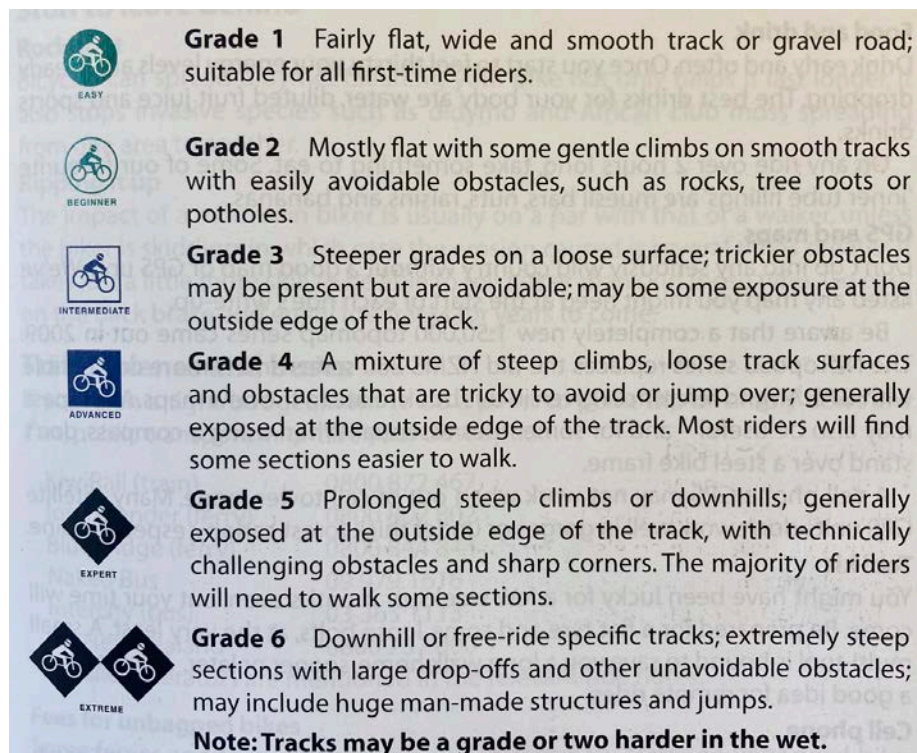 EASY
Grade 1 Fairly flat, wide and smooth track or gravel road;
suitable for all first-time riders.
BEGINNER
Grade 2 Mostly flat with some gentle climbs on smooth tracks
with easily avoidable obstacles, such as rocks, tree roots or
potholes.
INTERMEDIATE
Grade 3 Steeper grades on a loose surface; trickier obstacles
may be present but are avoidable; may be some exposure at the
outside edge of the track.
ADVANCED
Grade 4 A mixture of steep climbs, loose track surfaces
and obstacles that are tricky to avoid or jump over; generally
exposed at the outside edge of the track. Most riders will find
some sections easier to walk.
EXPERT
Grade 5 Prolonged steep climbs or downhills; generally
exposed at the outside edge of the track, with technically
challenging obstacles and sharp corners. The majority of riders
will need to walk some sections.
EXTREME
Grade 6 Downhill or free-ride specific tracks; extremely steep
sections with large drop-offs and other unavoidable obstacles;
may include huge man-made structures and jumps.
Note: Tracks may be a grade or two harder in the wet.